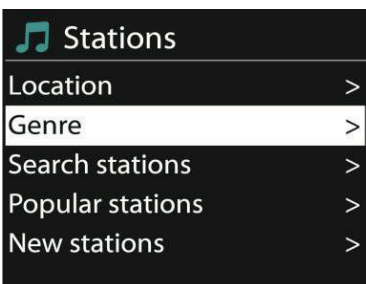 Stations
Location >
Genre >
Search stations >
Popular stations >
New stations >